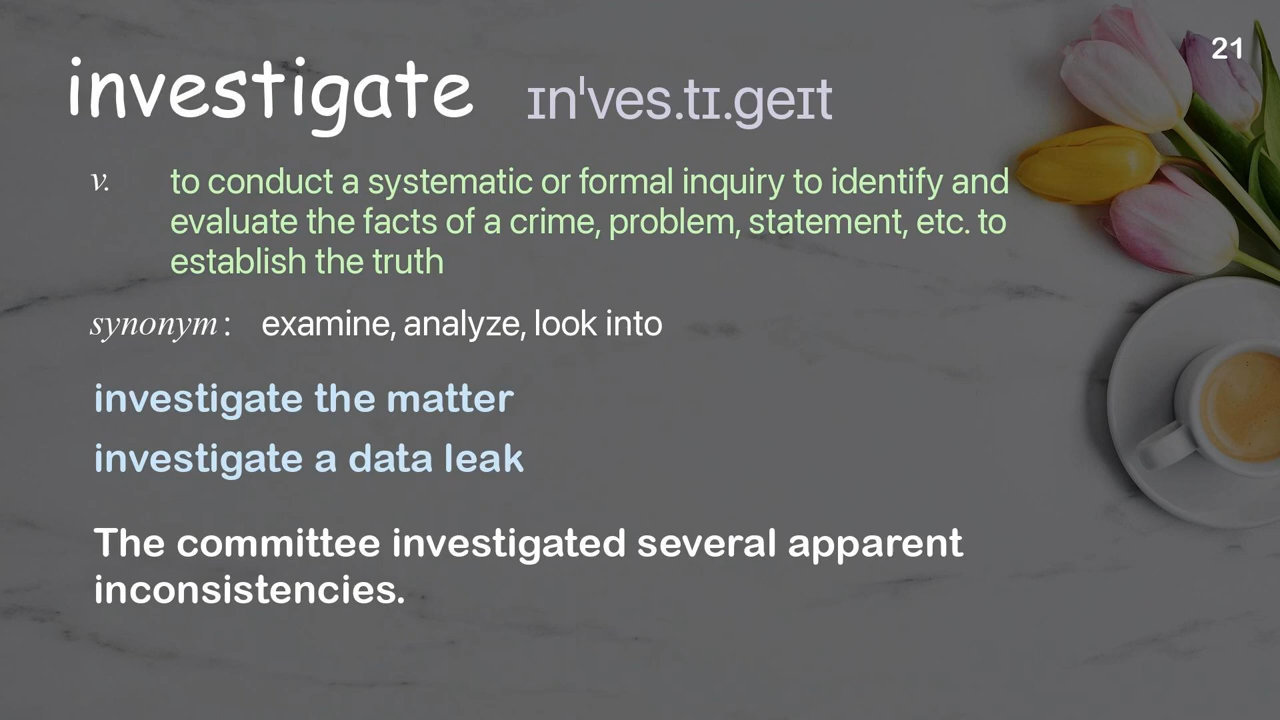 21
investigate ɪnˈves.tɪ.ɡeɪt
v. to conduct a systematic or formal inquiry to identify and
evaluate the facts of a crime, problem, statement, etc. to
establish the truth
synonym: examine, analyze, look into
investigate the matter
investigate a data leak
The committee investigated several apparent
inconsistencies.